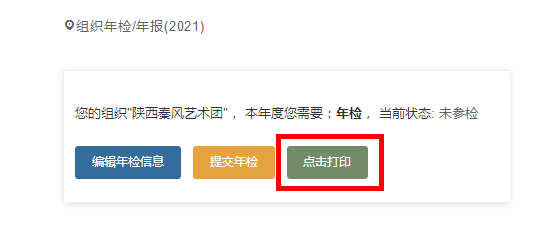 组织年检/年报(2021)
您的组织"陕西秦风艺术团"，本年度您需要：年检，当前状态: 未参检
编辑年检信息 提交年检 点击打印